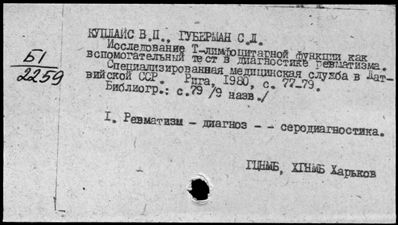 КУПЛАЙС В.П., ГУБЕРМАН С.Л.
Исследование Т-лимфоцитарной функции как
вспомогательный тест в диагностике ревматизма.
Специализированная медицинская служба в Лат-
вийской ССР. Рига, 1980, с. 77-79.
Библиогр.: с.79 /9 назв./
Б1
2259
I. Ревматизм - диагноз - - серодиагностика.
ГЦНМБ, ХГНМБ Харьков